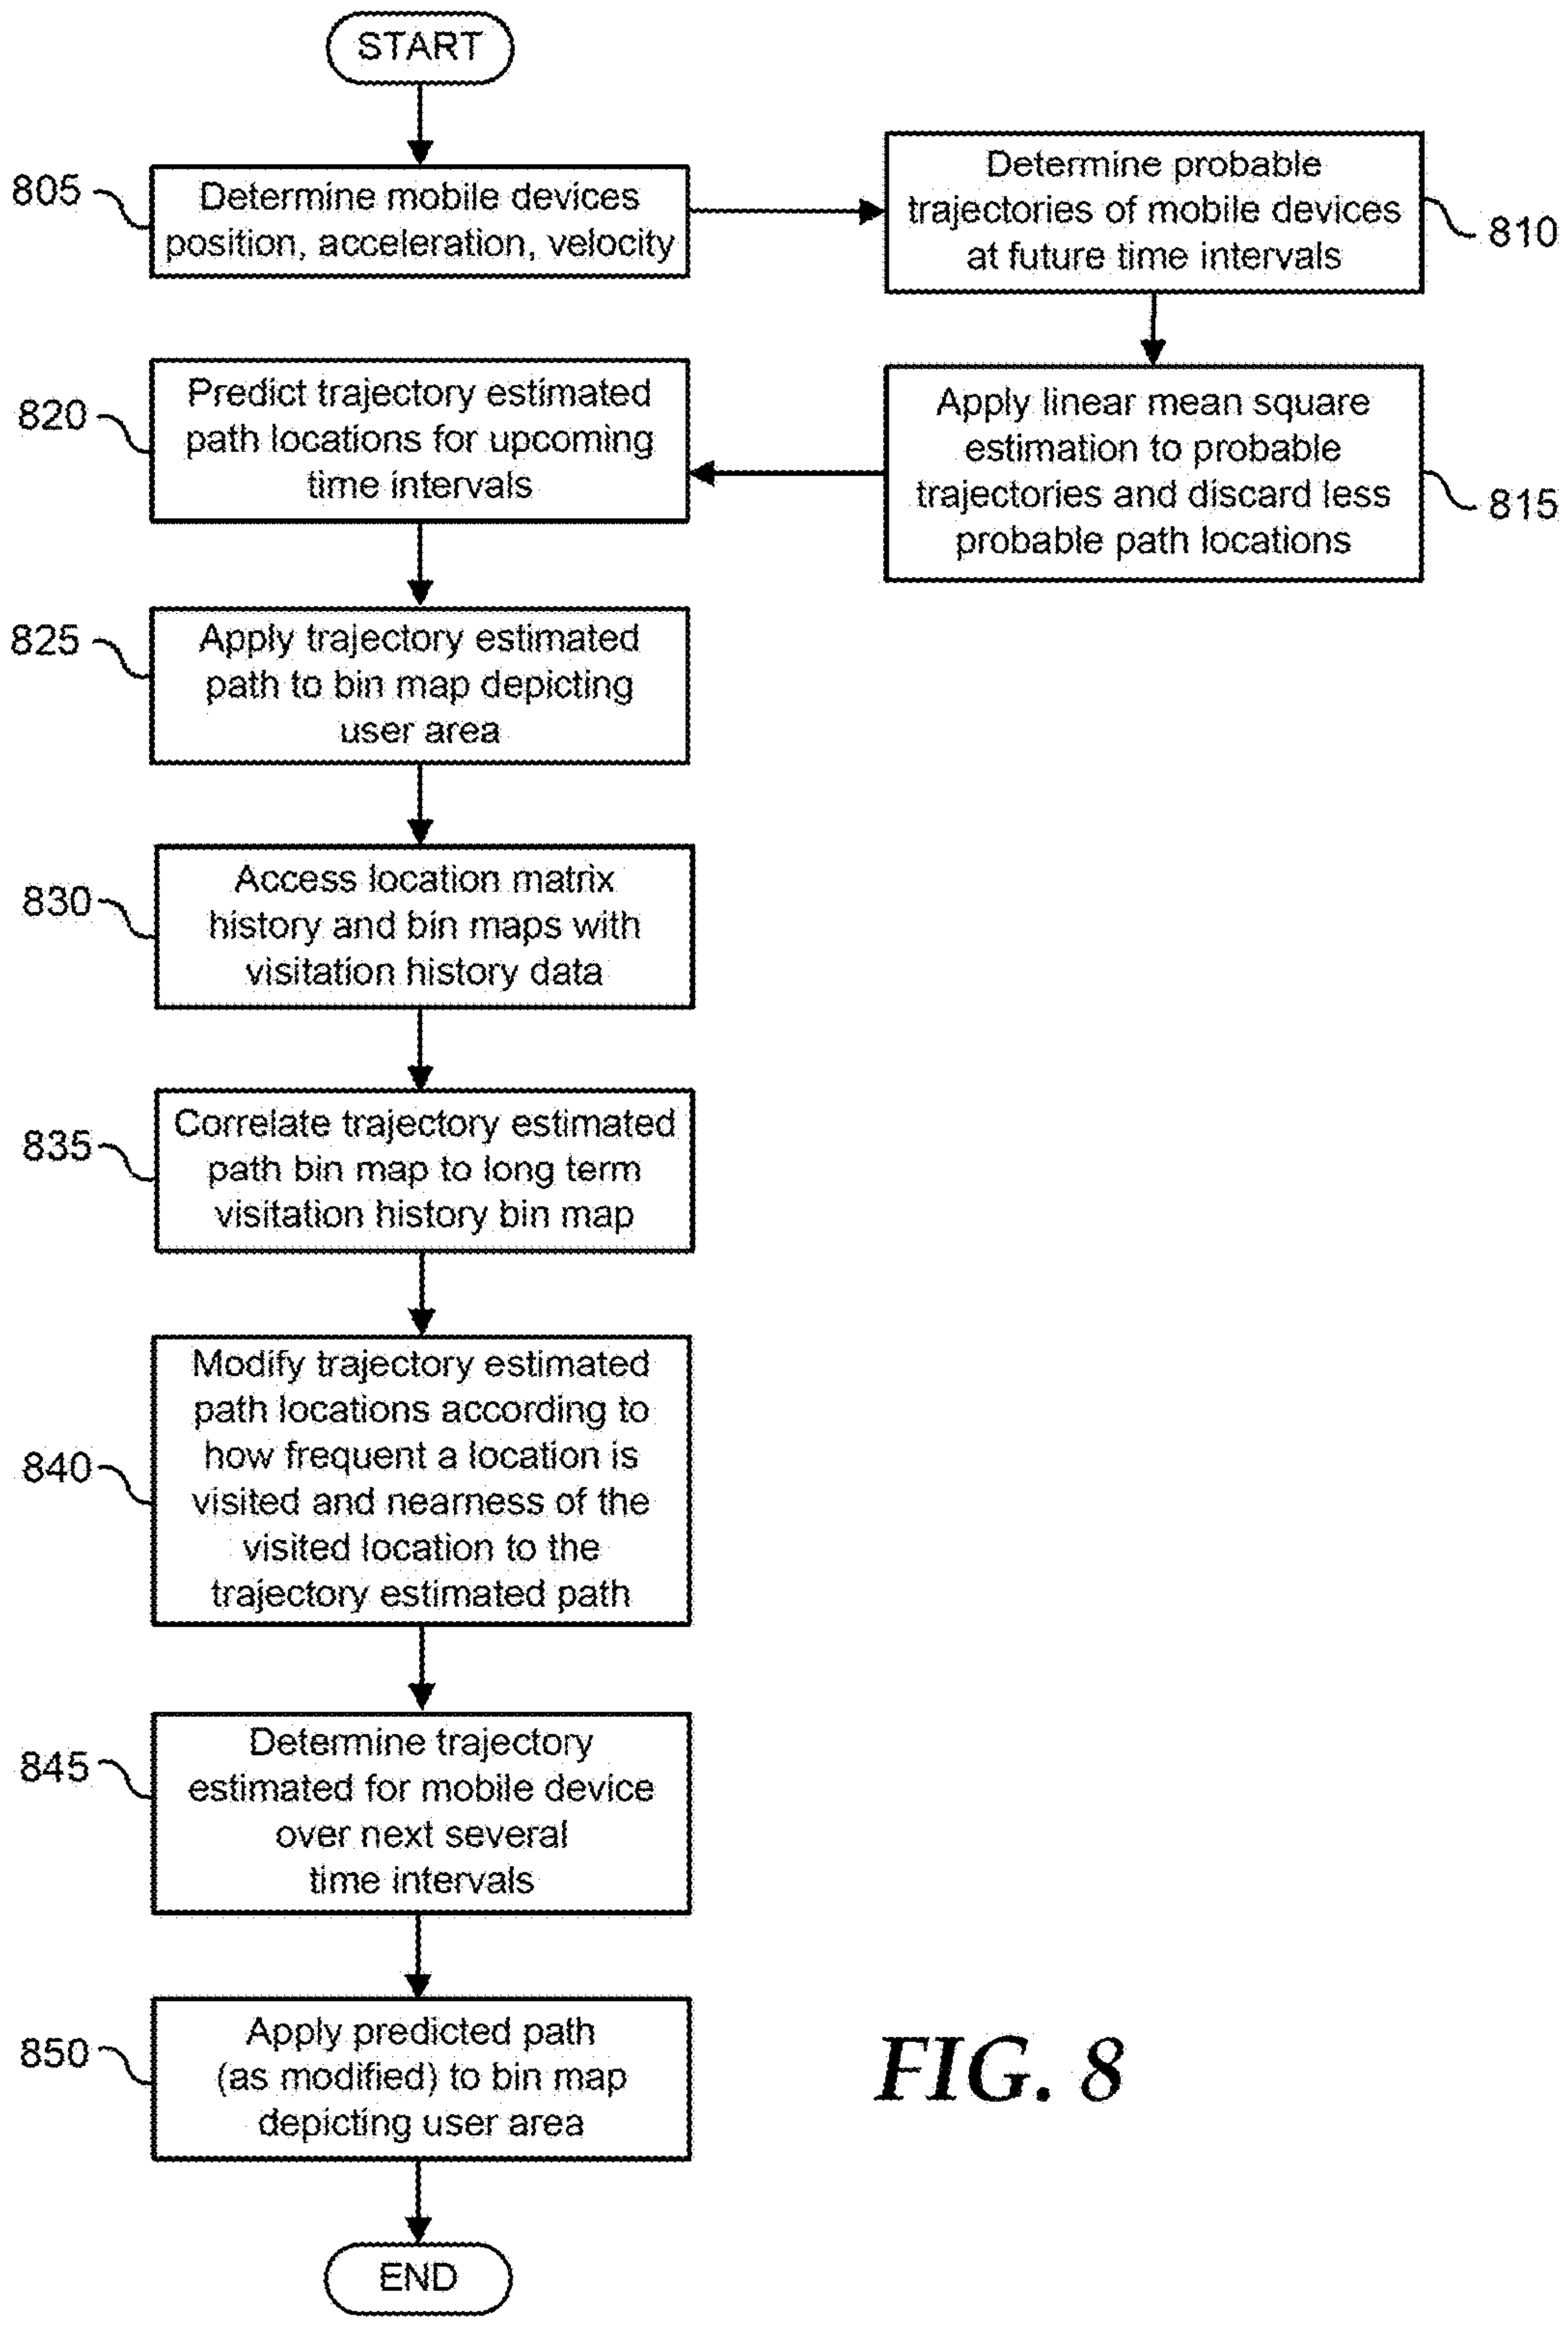 START
805
Determine mobile devices
position, acceleration, velocity
Determine probable
trajectories of mobile devices
at future time intervals
810
Apply linear mean square
estimation to probable
trajectories and discard less
probable path locations
815
820
Predict trajectory estimated
path locations for upcoming
time intervals
825
Apply trajectory estimated
path to bin map depicting
user area
830
Access location matrix
history and bin maps with
visitation history data
835
Correlate trajectory estimated
path bin map to long term
visitation history bin map
840
Modify trajectory estimated
path locations according to
how frequent a location is
visited and nearness of the
visited location to the
trajectory estimated path
845
Determine trajectory
estimated for mobile device
over next several
time intervals
850
Apply predicted path
(as modified) to bin map
depicting user area
END
FIG. 8